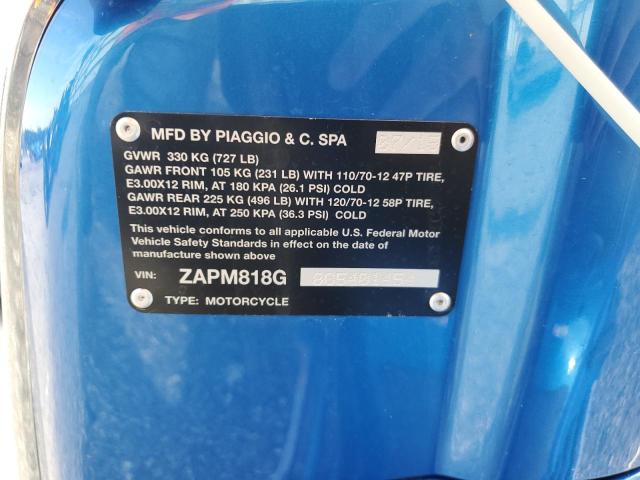 MFD BY PIAGGIO & C. SPA
GVWR 330 KG (727 LB)
GAWR FRONT 105 KG (231 LB) WITH 110/70-12 47P TIRE,
E3.00X12 RIM, AT 180 KPA (26.1 PSI) COLD
GAWR REAR 225 KG (496 LB) WITH 120/70-12 58P TIRE,
E3.00X12 RIM, AT 250 KPA (36.3 PSI) COLD
This vehicle conforms to all applicable U.S. Federal Motor
Vehicle Safety Standards in effect on the date of
manufacture shown above
VIN: ZAPM818G
TYPE: MOTORCYCLE